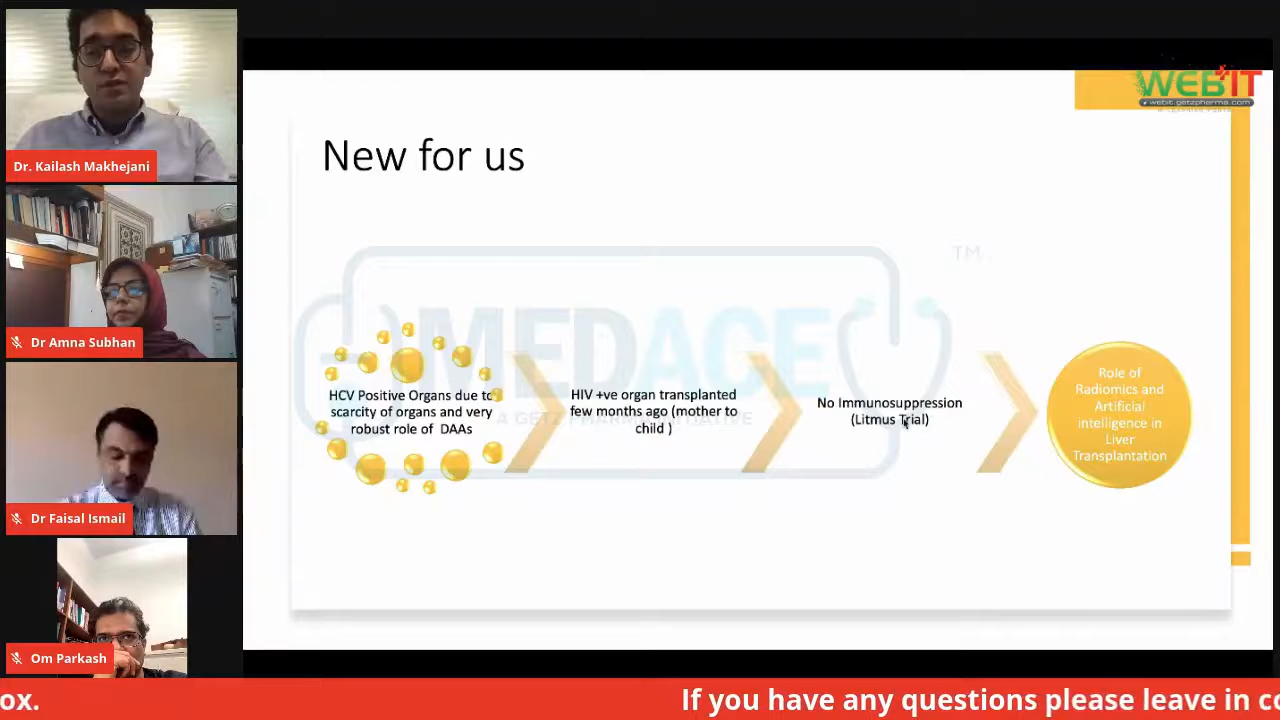 Dr. Kailash Makhejani
Dr Amna Subhan
Dr Faisal Ismail
Om Parkash
WEBIT
webit.getzpharma.com
New for us
TM
MEDACE
A GETZ PHARMA INITIATIVE
HCV Positive Organs due to
scarcity of organs and very
robust role of DAAs
HIV +ve organ transplanted
few months ago (mother to
child )
No Immunosuppression
(Litmus Trial)
Role of
Radiomics and
Artificial
intelligence in
Liver
Transplantation
ox.
If you have any questions please leave in co